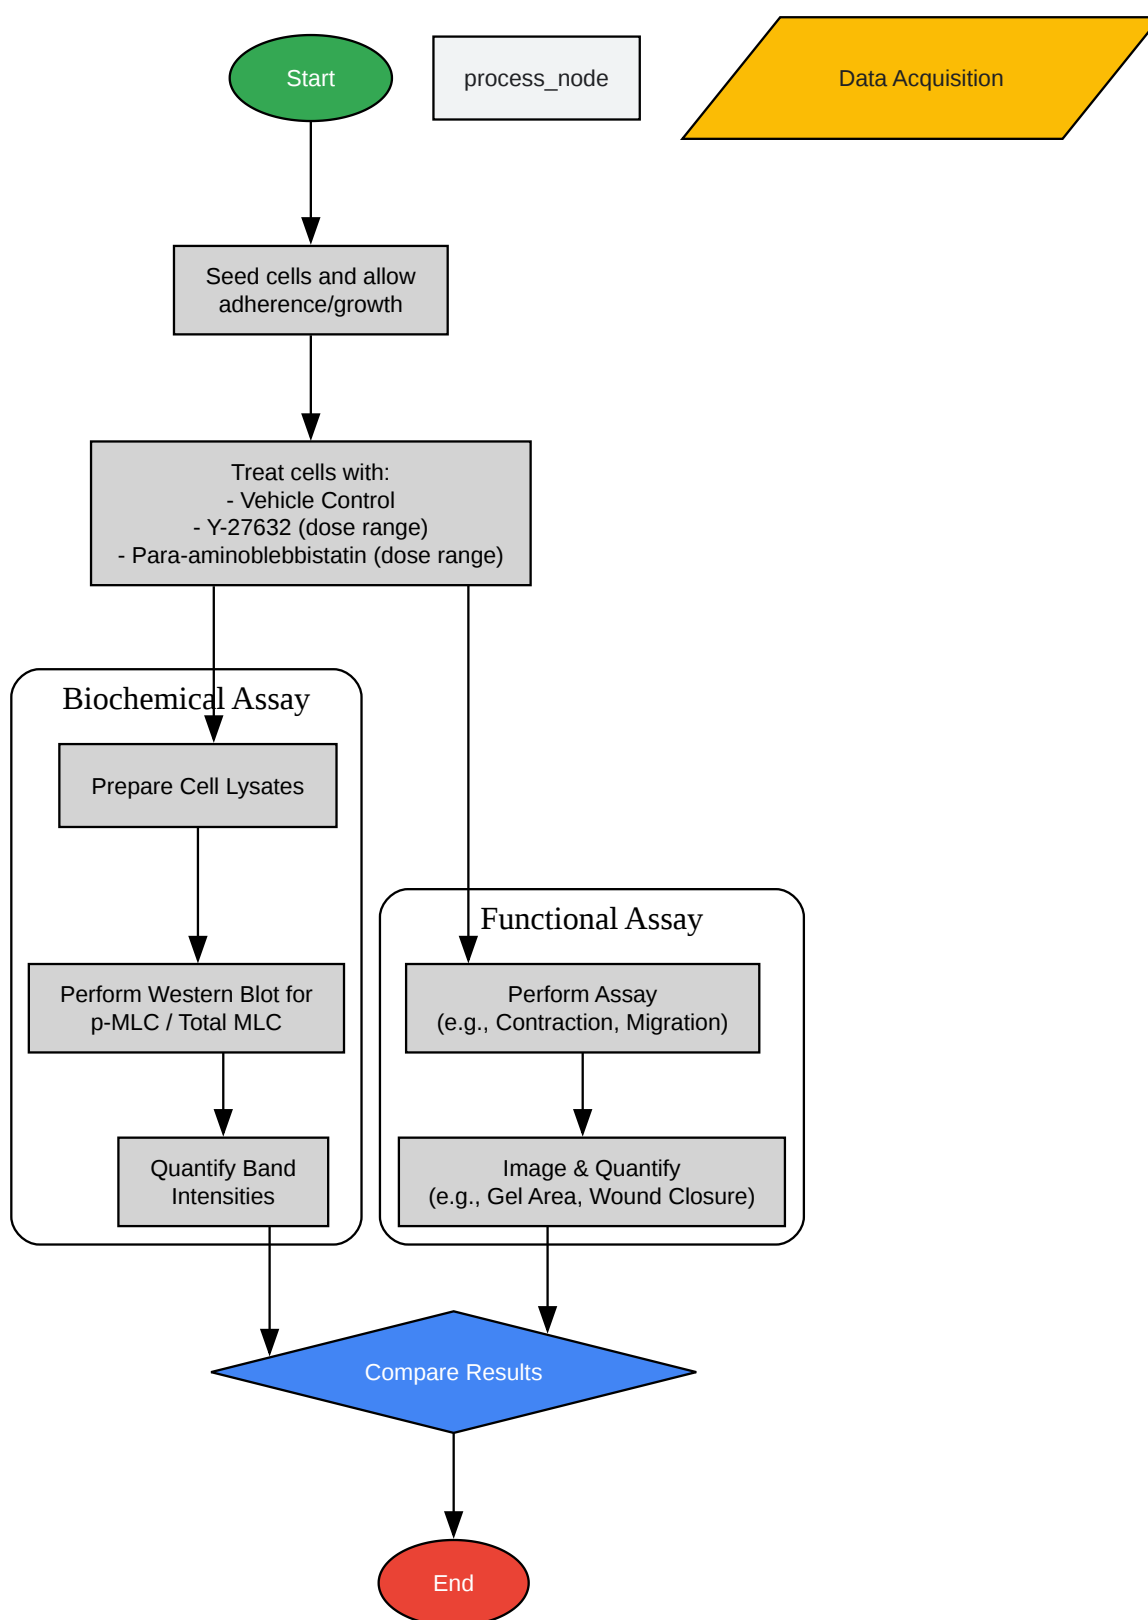 Start
process_node
Data Acquisition
Seed cells and allow
adherence/growth
Treat cells with:
- Vehicle Control
- Y-27632 (dose range)
- Para-aminoblebbistatin (dose range)
Biochemical Assay
Prepare Cell Lysates
Perform Western Blot for
p-MLC / Total MLC
Quantify Band
Intensities
Functional Assay
Perform Assay
(e.g., Contraction, Migration)
Image & Quantify
(e.g., Gel Area, Wound Closure)
Compare Results
End